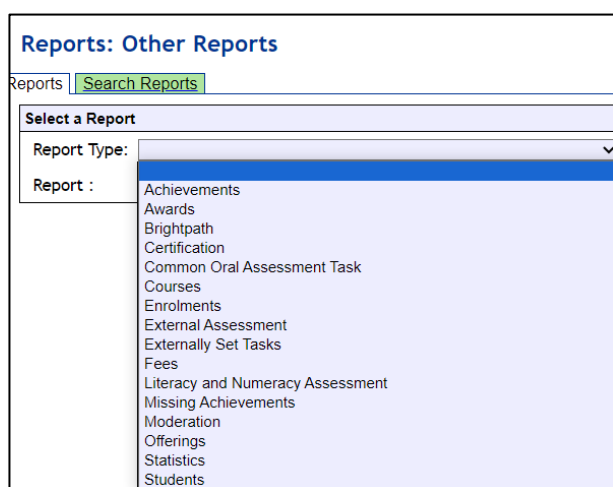 Reports: Other Reports
Reports Search Reports
Select a Report
Report Type:
Report :
Achievements
Awards
Brightpath
Certification
Common Oral Assessment Task
Courses
Enrolments
External Assessment
Externally Set Tasks
Fees
Literacy and Numeracy Assessment
Missing Achievements
Moderation
Offerings
Statistics
Students